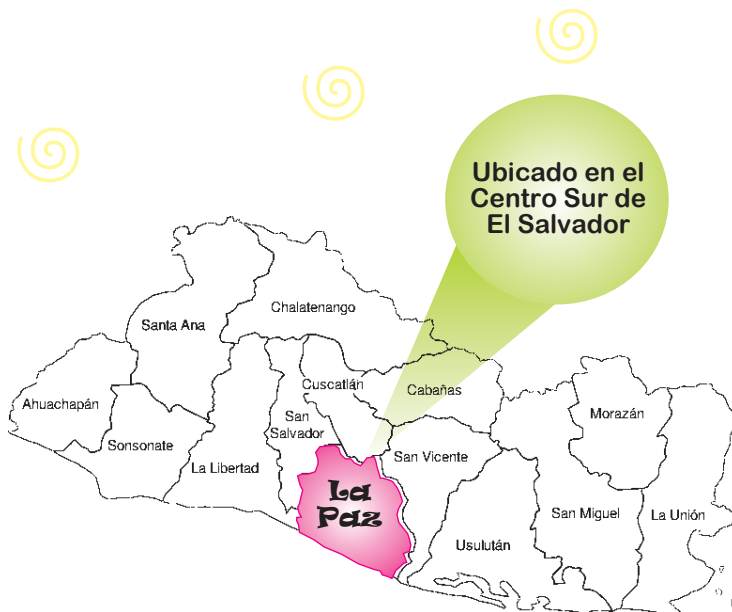 Ubicado en el
Centro Sur de
El Salvador
Chalatenango
Santa Ana
Cuscatlán
Cabañas
Ahuachapán
Morazán
San
Salvador
Sonsonate
La Libertad
San Vicente
La
Paz
San Miguel
La Unión
Usulután